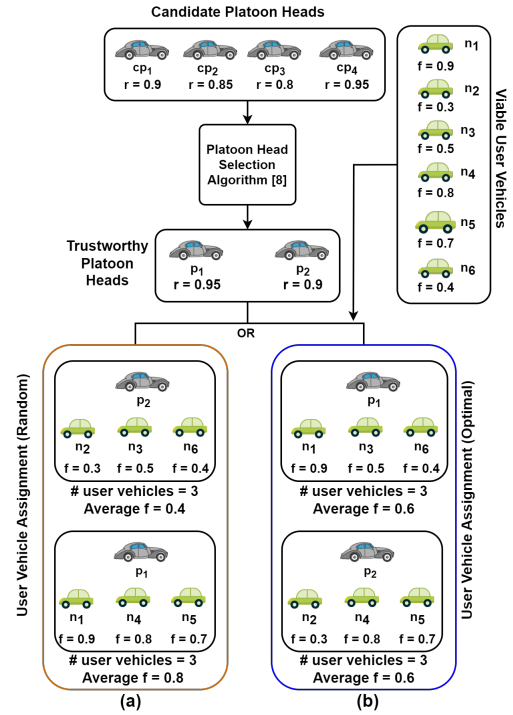 Candidate Platoon Heads
cp1 cp2 cp3 cp4
r = 0.9 r = 0.85 r = 0.8 r = 0.95
Platoon Head
Selection
Algorithm [8]
Trustworthy
Platoon
Heads
p1 p2
r = 0.95 r = 0.9
n1
f = 0.9
n2
f = 0.3
n3
f = 0.5
n4
f = 0.8
n5
f = 0.7
n6
f = 0.4
Viable User Vehicles
OR
User Vehicle Assignment (Random)
p2
n2 n3 n6
f = 0.3 f = 0.5 f = 0.4
# user vehicles = 3
Average f = 0.4
p1
n1 n4 n5
f = 0.9 f = 0.8 f = 0.7
# user vehicles = 3
Average f = 0.8
(a)
p1
n1 n3 n6
f = 0.9 f = 0.5 f = 0.4
# user vehicles = 3
Average f = 0.6
p2
n2 n4 n5
f = 0.3 f = 0.8 f = 0.7
# user vehicles = 3
Average f = 0.6
(b)
User Vehicle Assignment (Optimal)